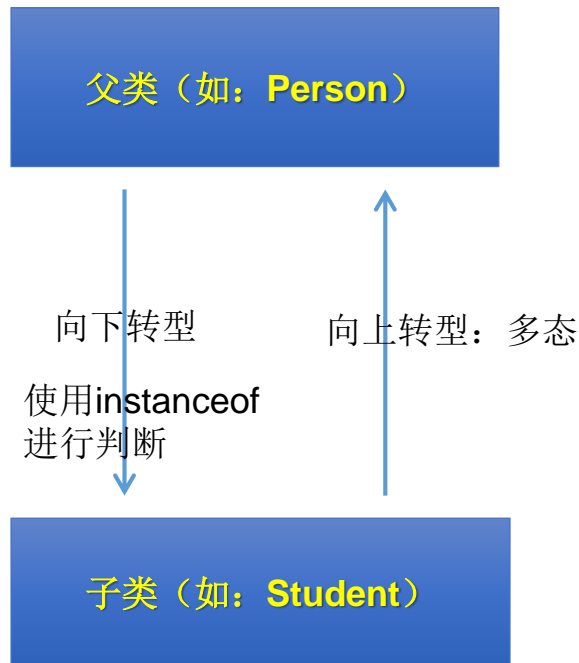 父类（如：Person）
向下转型
向上转型：多态
使用instanceof
进行判断
子类（如：Student）